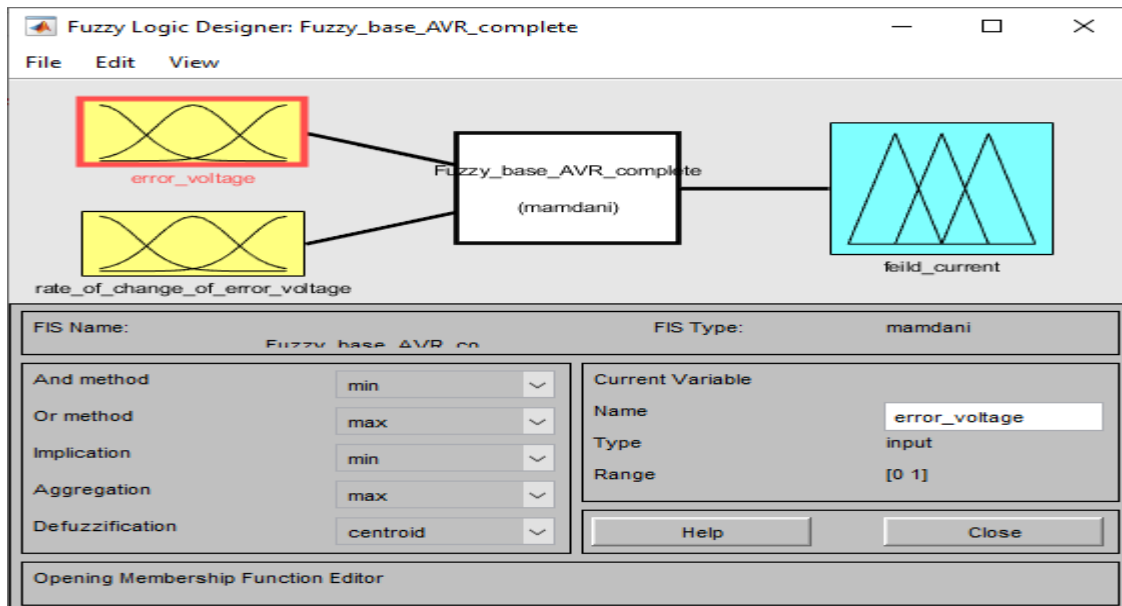 Fuzzy Logic Designer: Fuzzy_base_AVR_complete
File Edit View
error_voltage
rate_of_change_of_error_voltage
Fuzzy_base_AVR_complete
(mamdani)
feild_current
FIS Name:
Fuzzy_base_AVR_co
FIS Type:
mamdani
And method
min
Or method
max
Implication
min
Aggregation
max
Defuzzification
centroid
Current Variable
Name
error_voltage
Type
input
Range
[0 1]
Help
Close
Opening Membership Function Editor